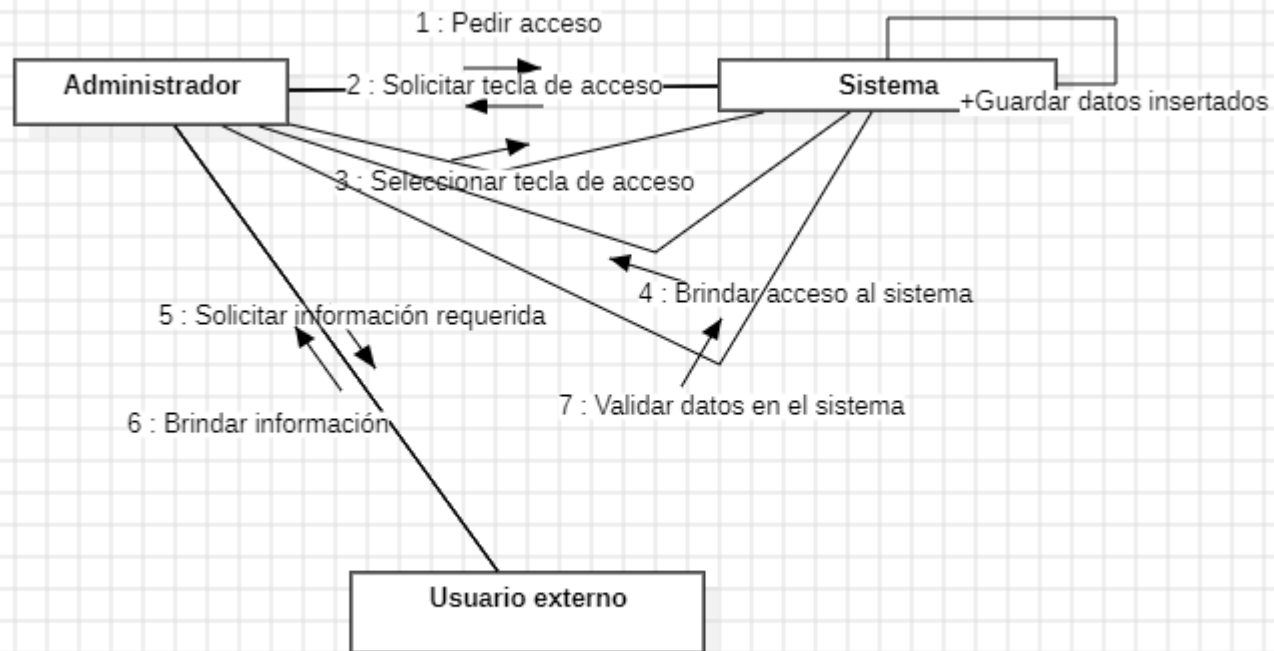 1 : Pedir acceso
Administrador
2 : Solicitar tecla de acceso
Sistema
+Guardar datos insertados
3 : Seleccionar tecla de acceso
4 : Brindar acceso al sistema
5 : Solicitar información requerida
7 : Validar datos en el sistema
6 : Brindar información
Usuario externo